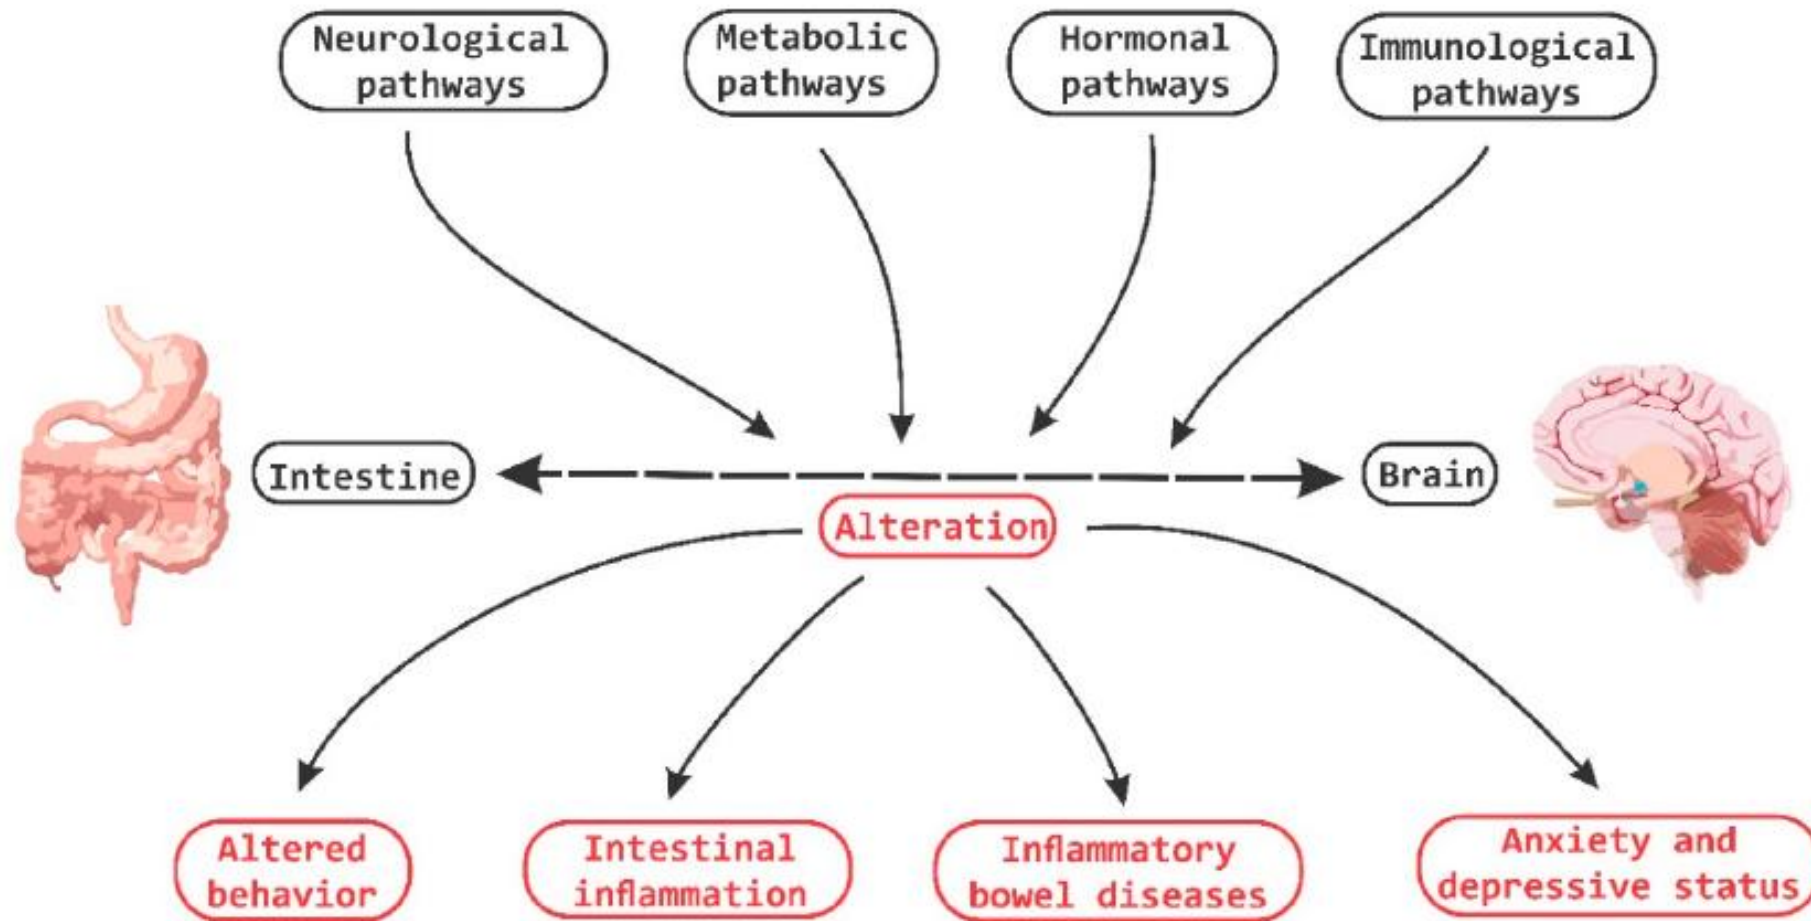 Neurological
pathways
Metabolic
pathways
Hormonal
pathways
Immunological
pathways
Intestine
Brain
Alteration
Altered
behavior
Intestinal
inflammation
Inflammatory
bowel diseases
Anxiety and
depressive status